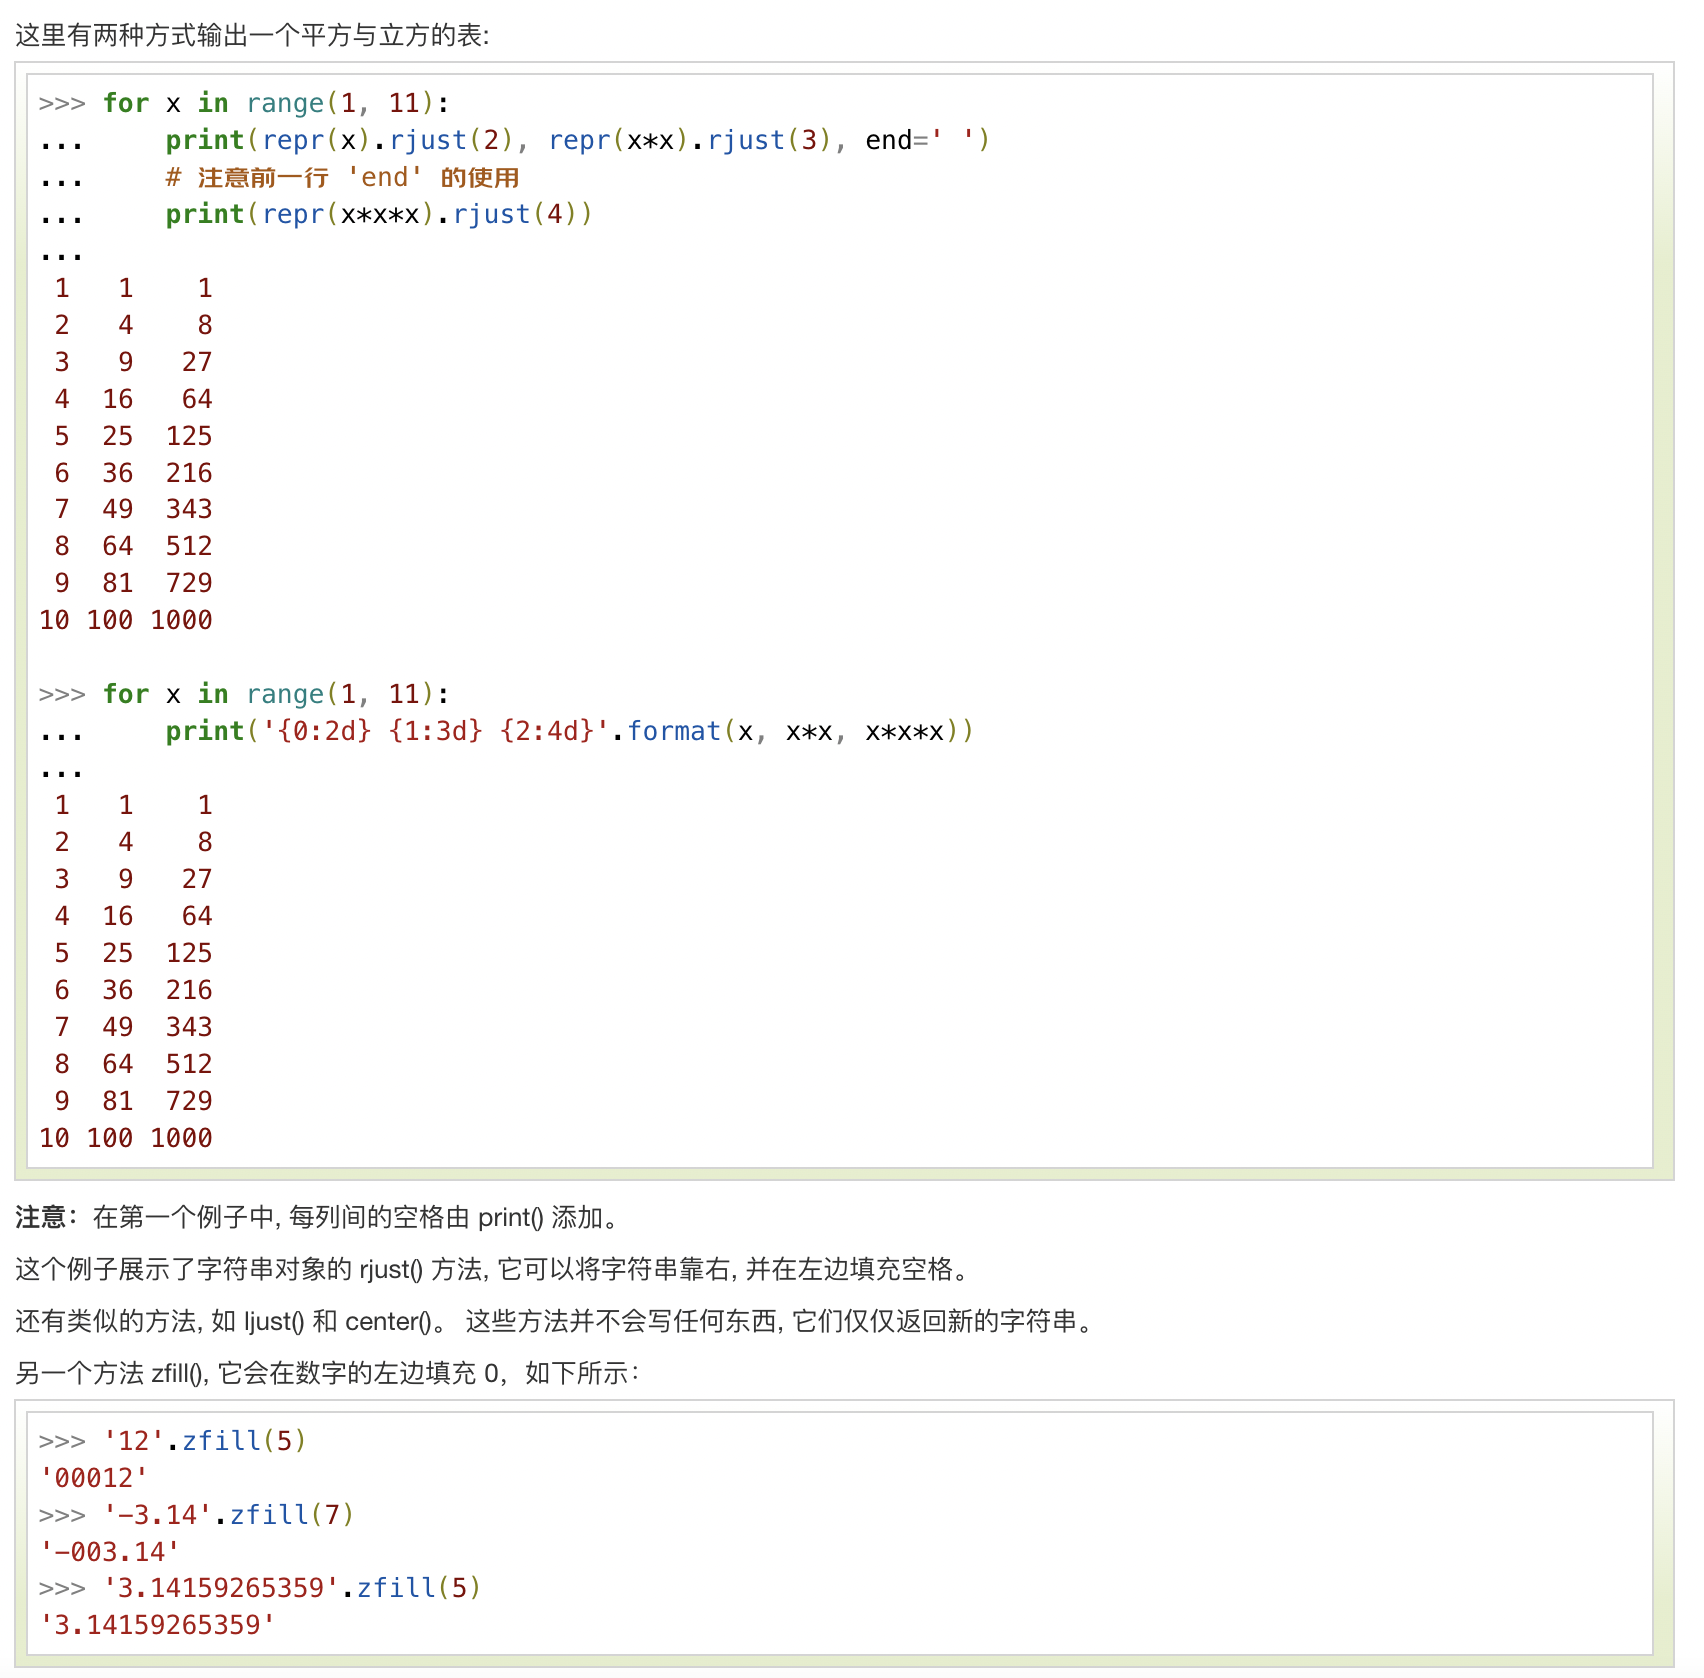 这里有两种方式输出一个平方与立方的表:
>>> for x in range(1, 11):
...     print(repr(x).rjust(2), repr(x*x).rjust(3), end=' ')
...     # 注意前一行 'end' 的使用
...     print(repr(x*x*x).rjust(4))
...
 1   1    1
 2   4    8
 3   9   27
 4  16   64
 5  25  125
 6  36  216
 7  49  343
 8  64  512
 9  81  729
10 100 1000
>>> for x in range(1, 11):
...     print('{0:2d} {1:3d} {2:4d}'.format(x, x*x, x*x*x))
...
 1   1    1
 2   4    8
 3   9   27
 4  16   64
 5  25  125
 6  36  216
 7  49  343
 8  64  512
 9  81  729
10 100 1000
注意：在第一个例子中, 每列间的空格由 print() 添加。
这个例子展示了字符串对象的 rjust() 方法, 它可以将字符串靠右, 并在左边填充空格。
还有类似的方法, 如 ljust() 和 center()。 这些方法并不会写任何东西, 它们仅仅返回新的字符串。
另一个方法 zfill(), 它会在数字的左边填充 0，如下所示：
>>> '12'.zfill(5)
'00012'
>>> '-3.14'.zfill(7)
'-003.14'
>>> '3.14159265359'.zfill(5)
'3.14159265359'